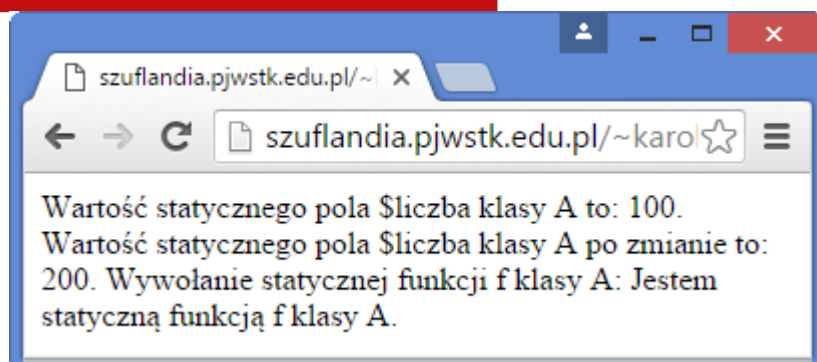 szuflandia.pjwstk.edu.pl/~
szuflandia.pjwstk.edu.pl/~karol
Wartość statycznego pola $liczba klasy A to: 100.
Wartość statycznego pola $liczba klasy A po zmianie to:
200. Wywołanie statycznej funkcji f klasy A: Jestem
statyczną funkcją f klasy A.